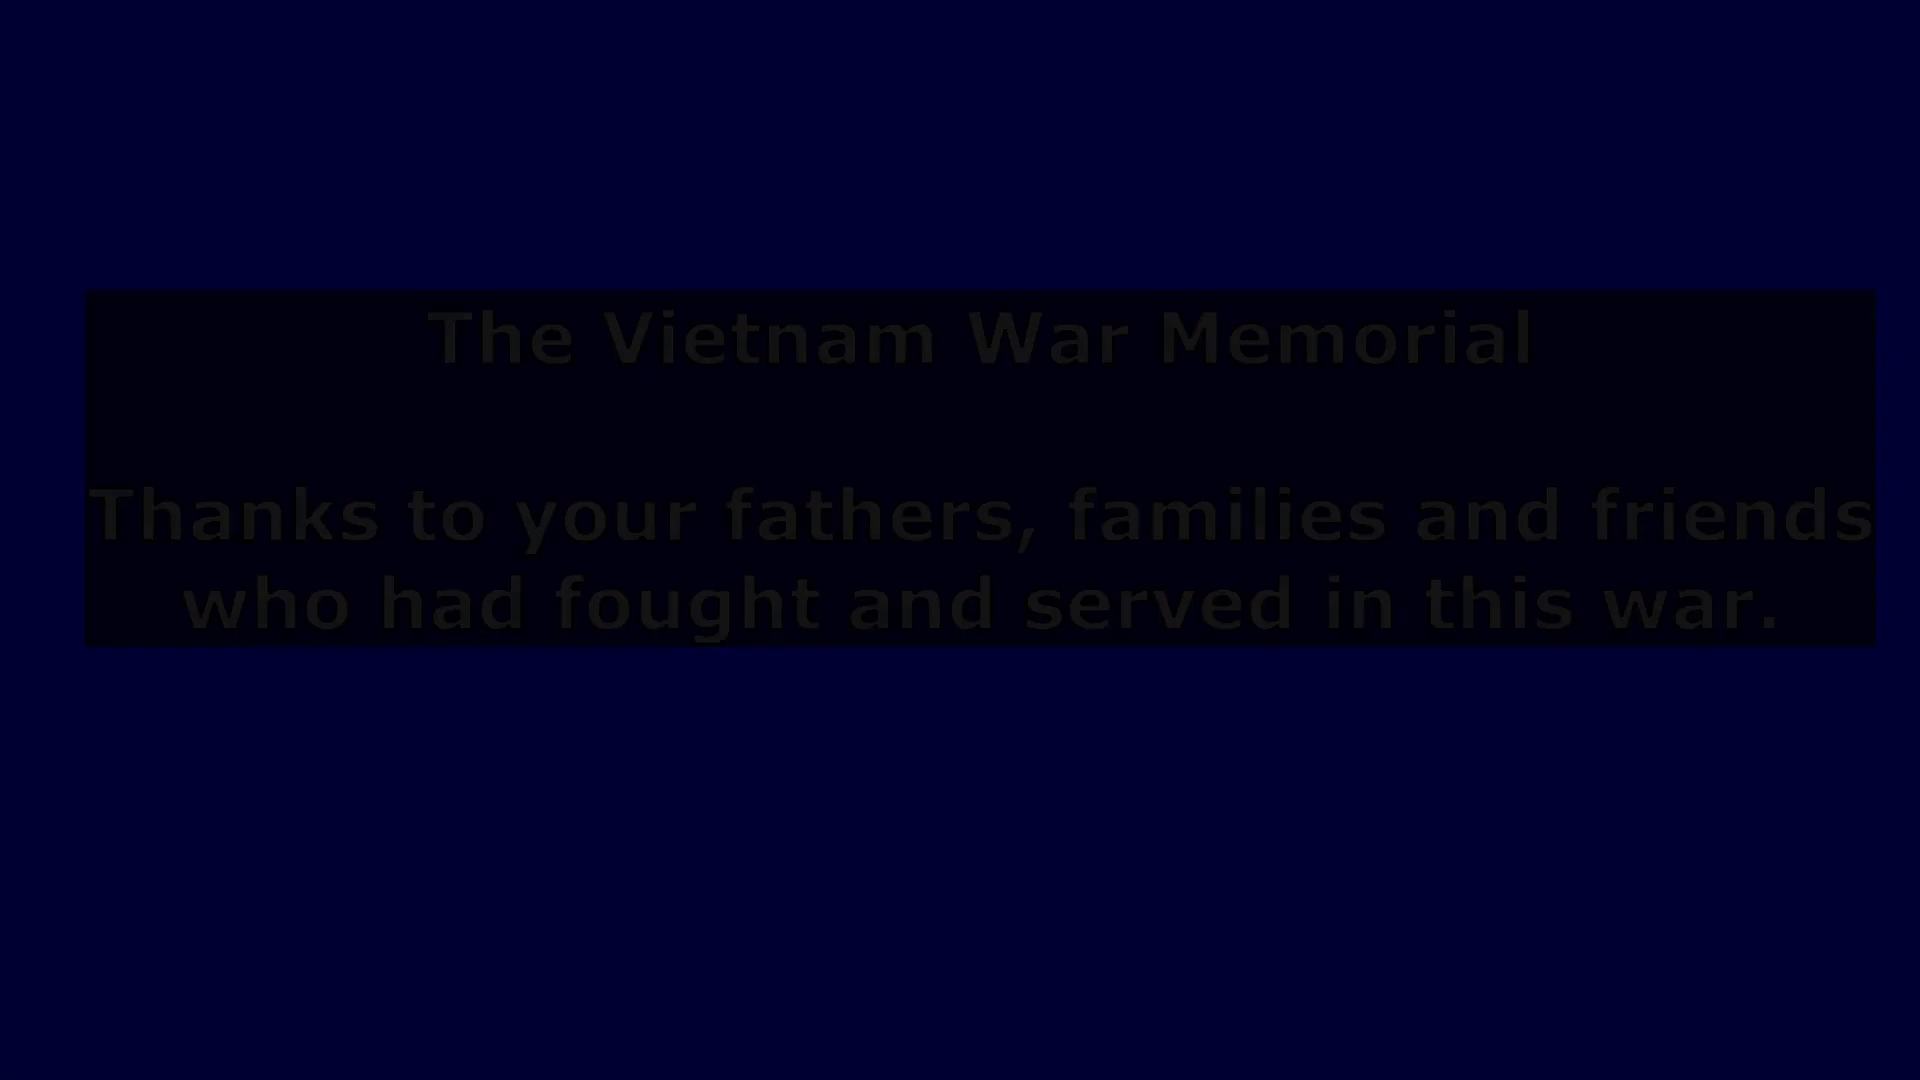 The Vietnam War Memorial
Thanks to your fathers, families and friends
who had fought and served in this war.